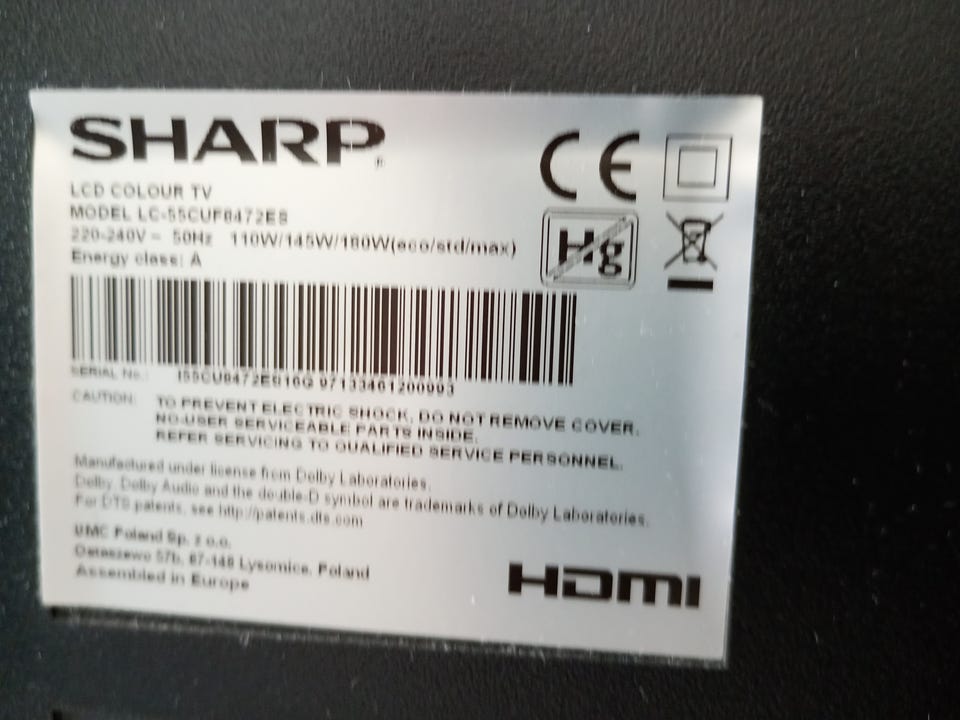 SHARP®
LCD COLOUR TV
MODEL LC-55CUF8472ES
220-240V ~ 50Hz 110W/145W/180W(eco/std/max)
Energy class: A
CE
Hg
SERIAL No.:
CAUTION: TO PREVENT ELECTRIC SHOCK, DO NOT REMOVE COVER.
NO-USER SERVICEABLE PARTS INSIDE.
REFER SERVICING TO QUALIFIED SERVICE PERSONNEL.
Manufactured under license from Dolby Laboratories.
Dolby, Dolby Audio and the double-D symbol are trademarks of Dolby Laboratories.
For DTS patents, see http://patents.dts.com
UMC Poland Sp. z o.o.
Ostaszewo 57b, 87-148 Lysomice, Poland
Assembled in Europe
HDMI